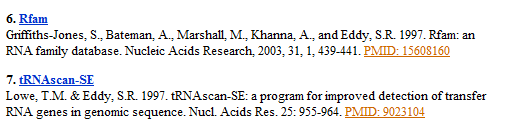 6. Rfam
Griffiths-Jones, S., Bateman, A., Marshall, M., Khanna, A., and Eddy, S.R. 1997. Rfam: an
RNA family database. Nucleic Acids Research, 2003, 31, 1, 439-441. PMID: 15608160
7. tRNAscan-SE
Lowe, T.M. & Eddy, S.R. 1997. tRNAscan-SE: a program for improved detection of transfer
RNA genes in genomic sequence. Nucl. Acids Res. 25: 955-964. PMID: 9023104